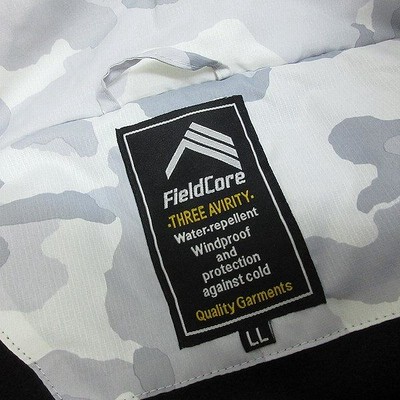 FieldCore
·THREE AVIRITY·
Water-repellent
Windproof
and
protection
against cold
Quality Garments
LL